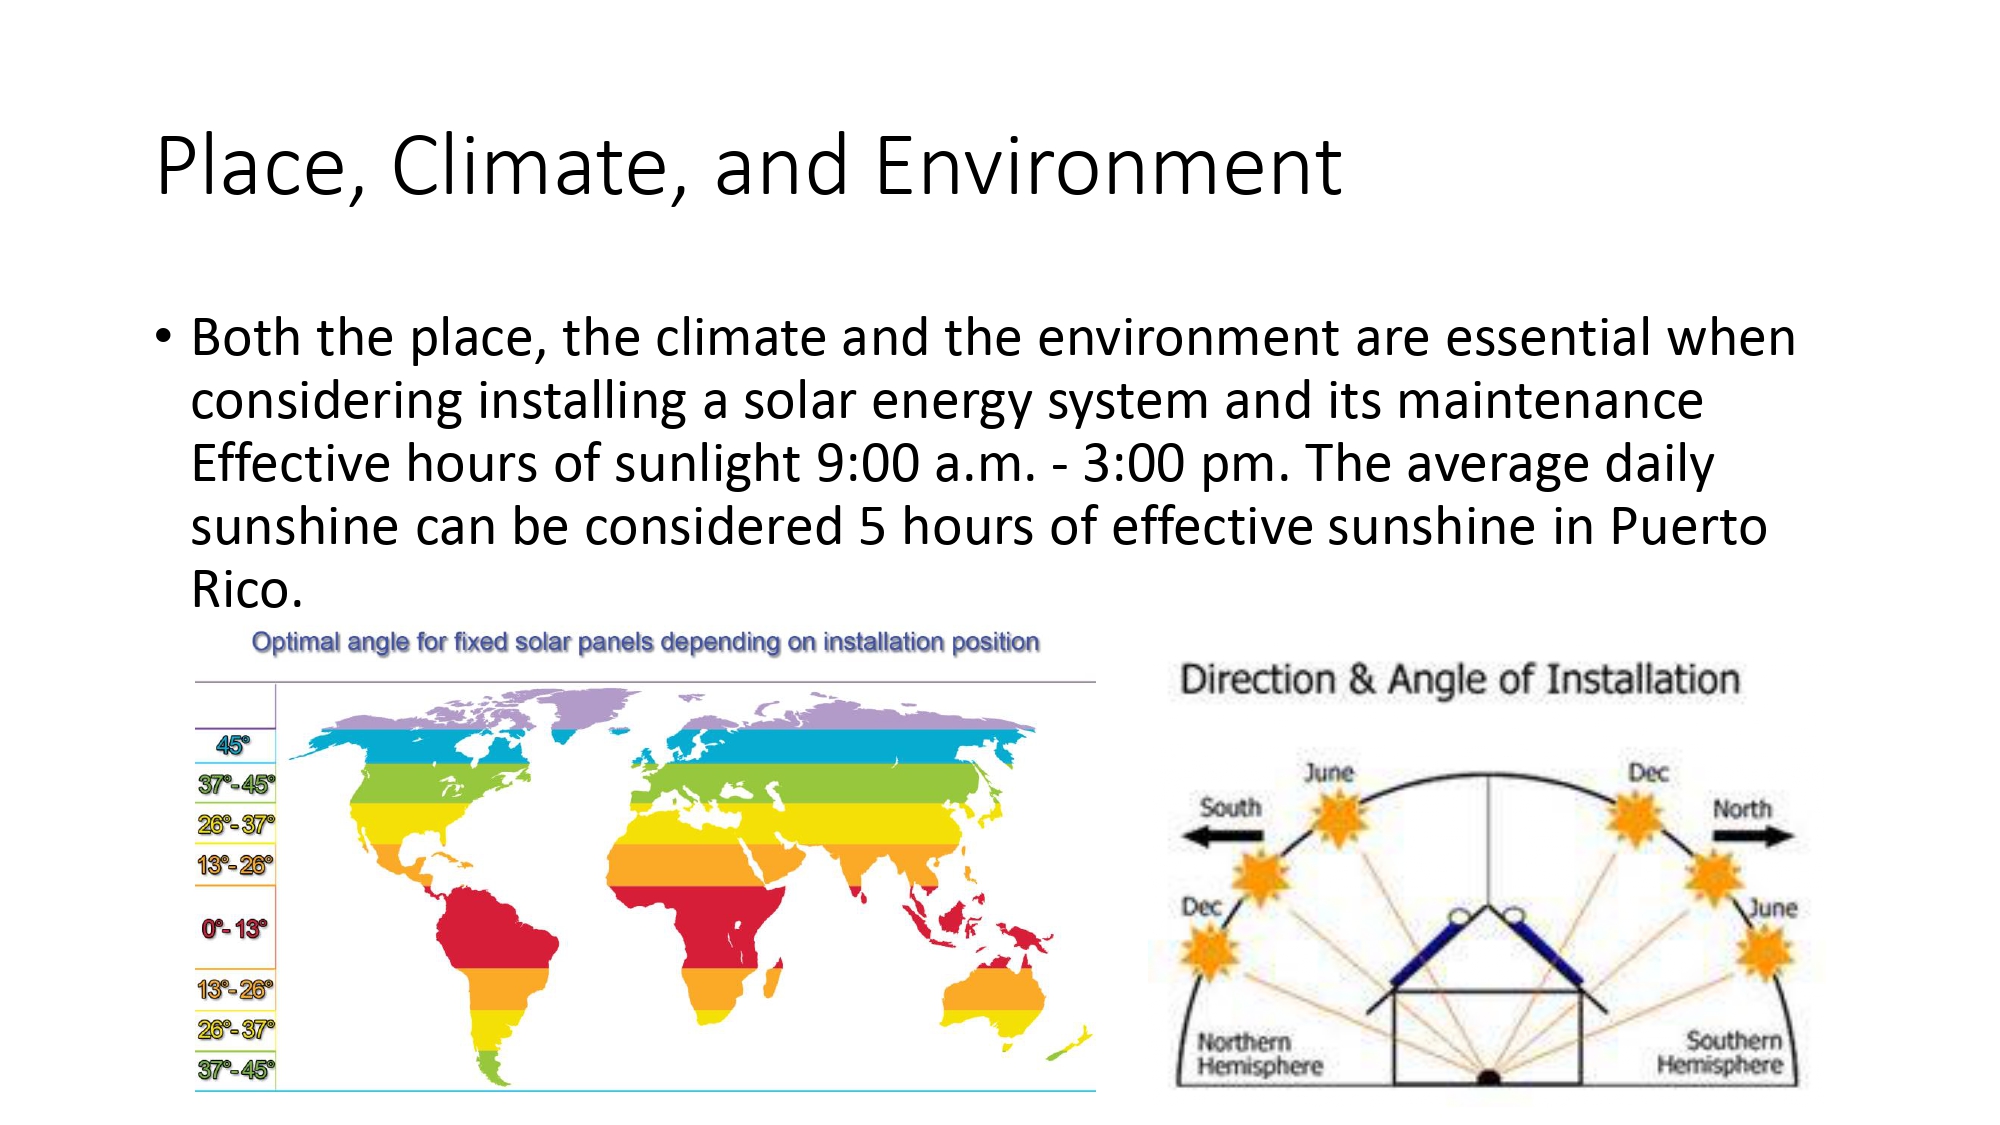 Place, Climate, and Environment
• Both the place, the climate and the environment are essential when
considering installing a solar energy system and its maintenance
Effective hours of sunlight 9:00 a.m. - 3:00 pm. The average daily
sunshine can be considered 5 hours of effective sunshine in Puerto
Rico.
Optimal angle for fixed solar panels depending on installation position
45°
37°-45°
26°-37°
13°-26°
0°-13°
13°-26°
26°-37°
37°-45°
Direction & Angle of Installation
June
Dec
South
North
Dec
June
Northern
Hemisphere
Southern
Hemisphere